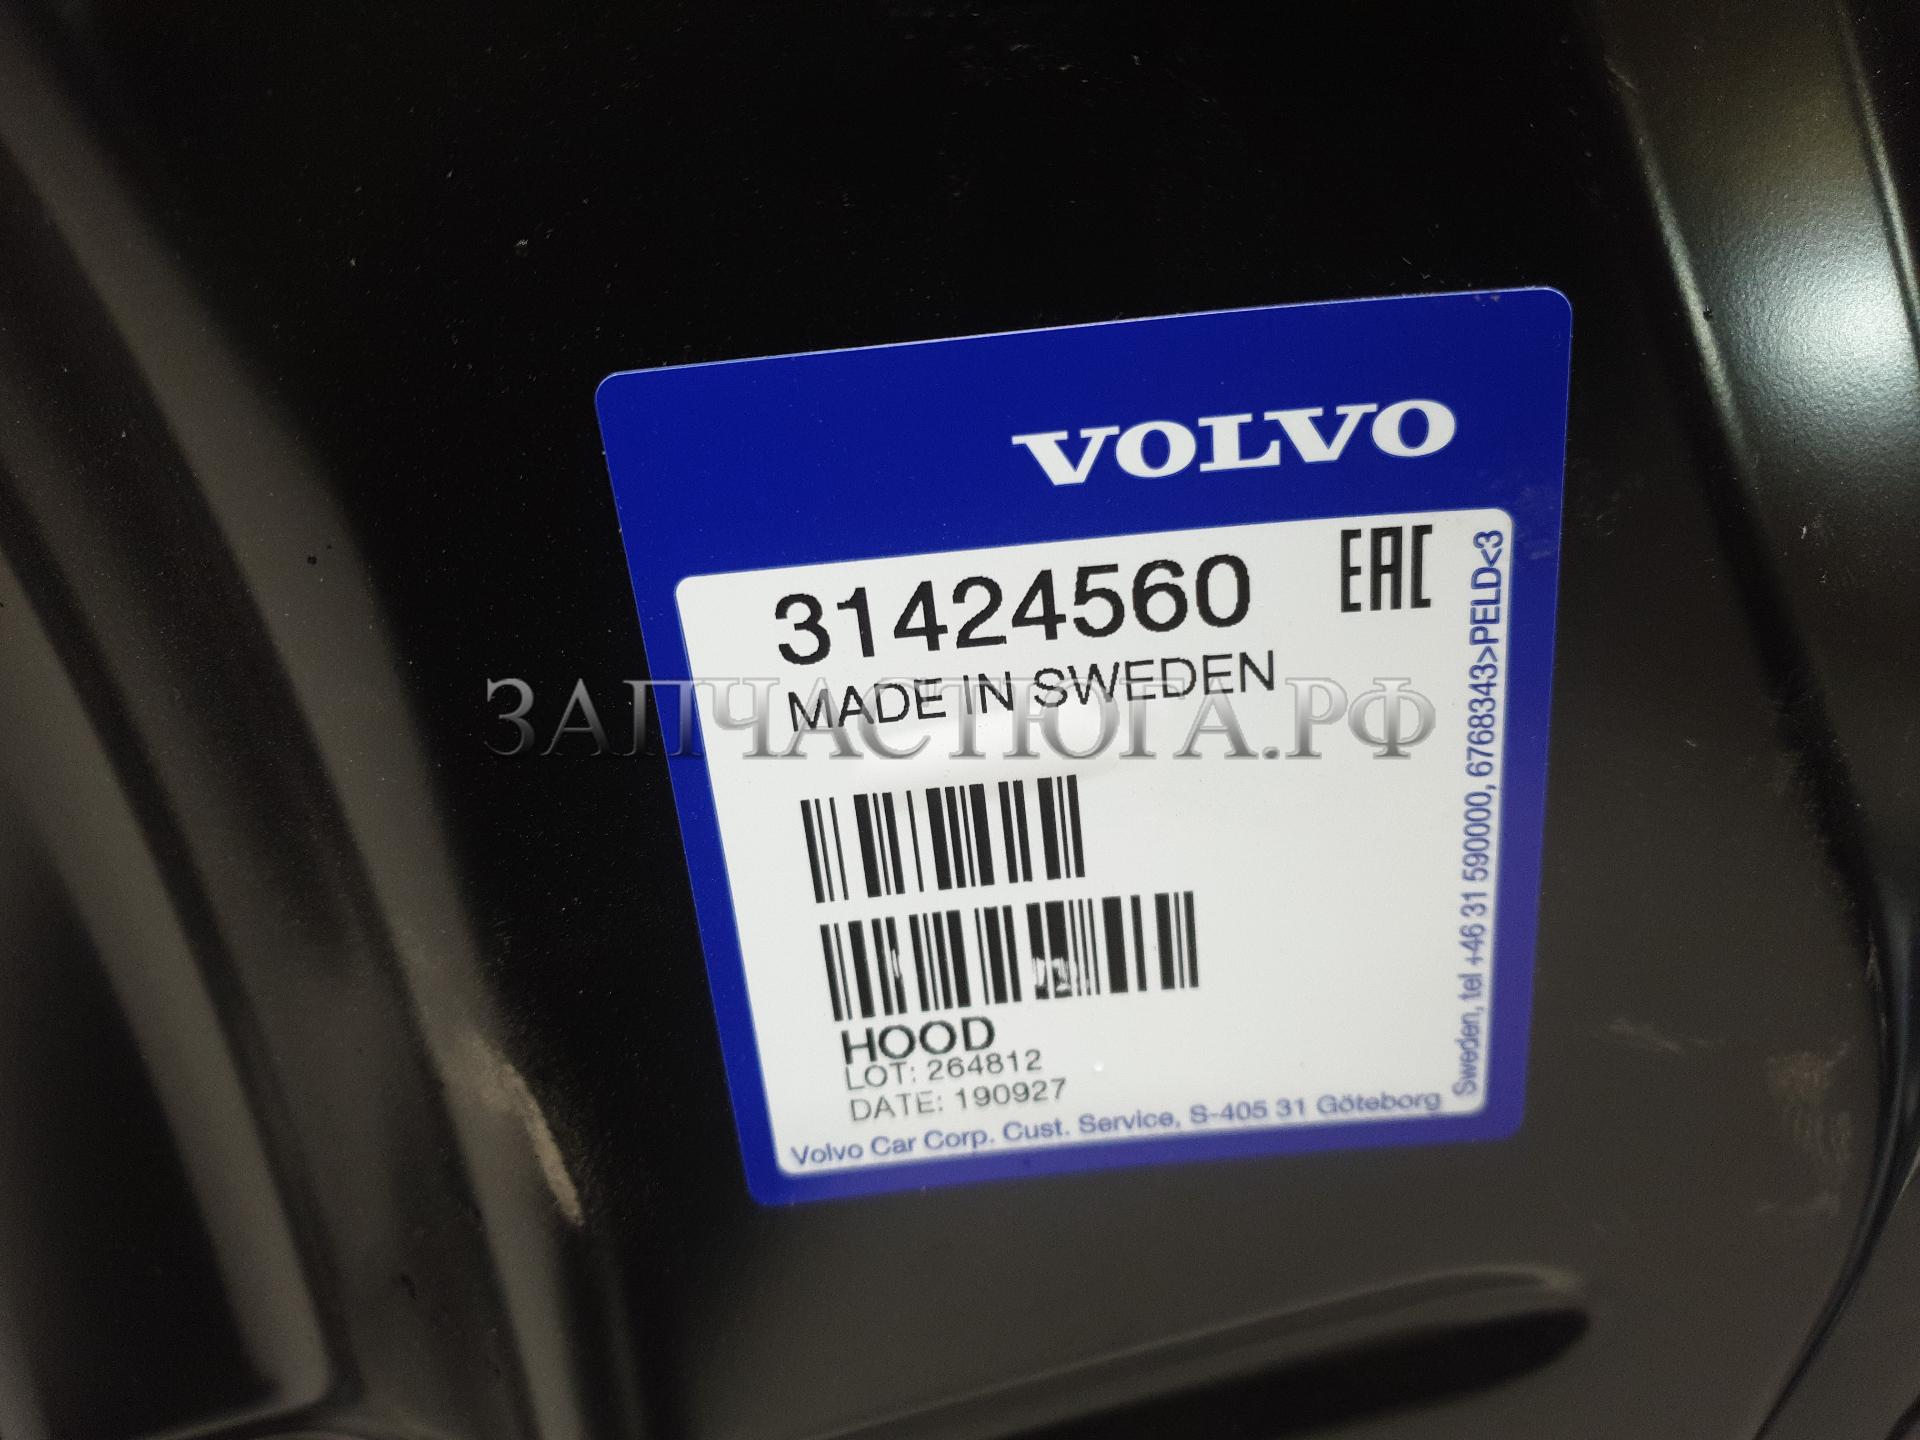 VOLVO
31424560
EAC
MADE IN SWEDEN
ЗАПЧАСТЮГА.РФ
HOOD
LOT: 264812
DATE: 190927
Volvo Car Corp. Cust. Service, S-405 31 Göteborg
Sweden, tel +46 31 590000, 6768343>PELD<3